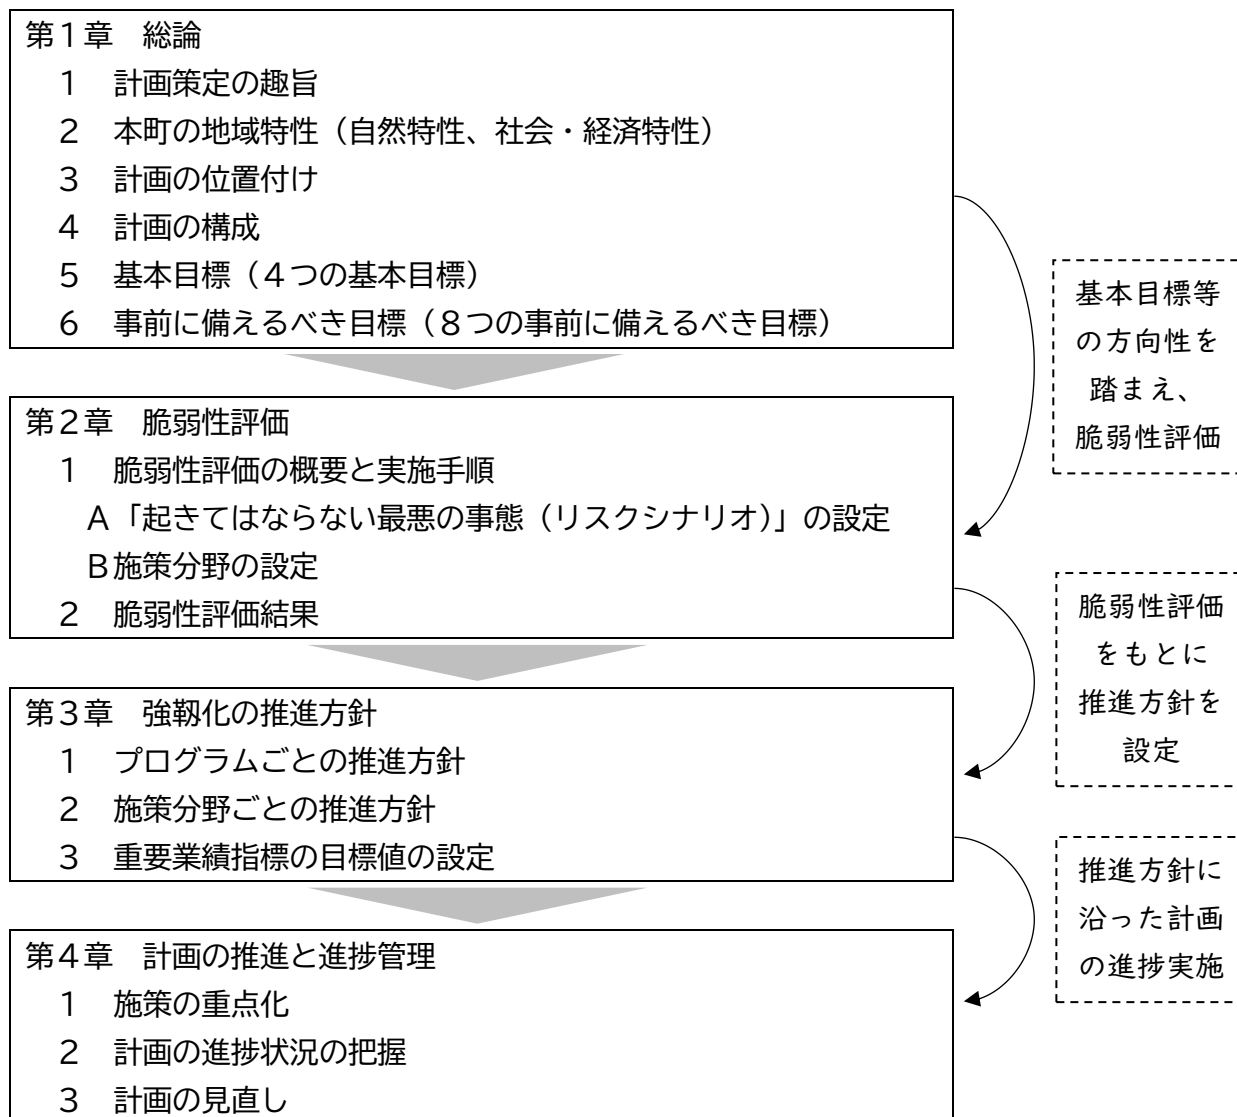 第１章　総論
１　計画策定の趣旨
２　本町の地域特性（自然特性、社会・経済特性）
３　計画の位置付け
４　計画の構成
５　基本目標（４つの基本目標）
６　事前に備えるべき目標（８つの事前に備えるべき目標）
基本目標等
の方向性を
踏まえ、
脆弱性評価
第２章　脆弱性評価
１　脆弱性評価の概要と実施手順
Ａ「起きてはならない最悪の事態（リスクシナリオ）」の設定
Ｂ施策分野の設定
２　脆弱性評価結果
脆弱性評価
をもとに
推進方針を
設定
第３章　強靱化の推進方針
１　プログラムごとの推進方針
２　施策分野ごとの推進方針
３　重要業績指標の目標値の設定
推進方針に
沿った計画
の進捗実施
第４章　計画の推進と進捗管理
１　施策の重点化
２　計画の進捗状況の把握
３　計画の見直し